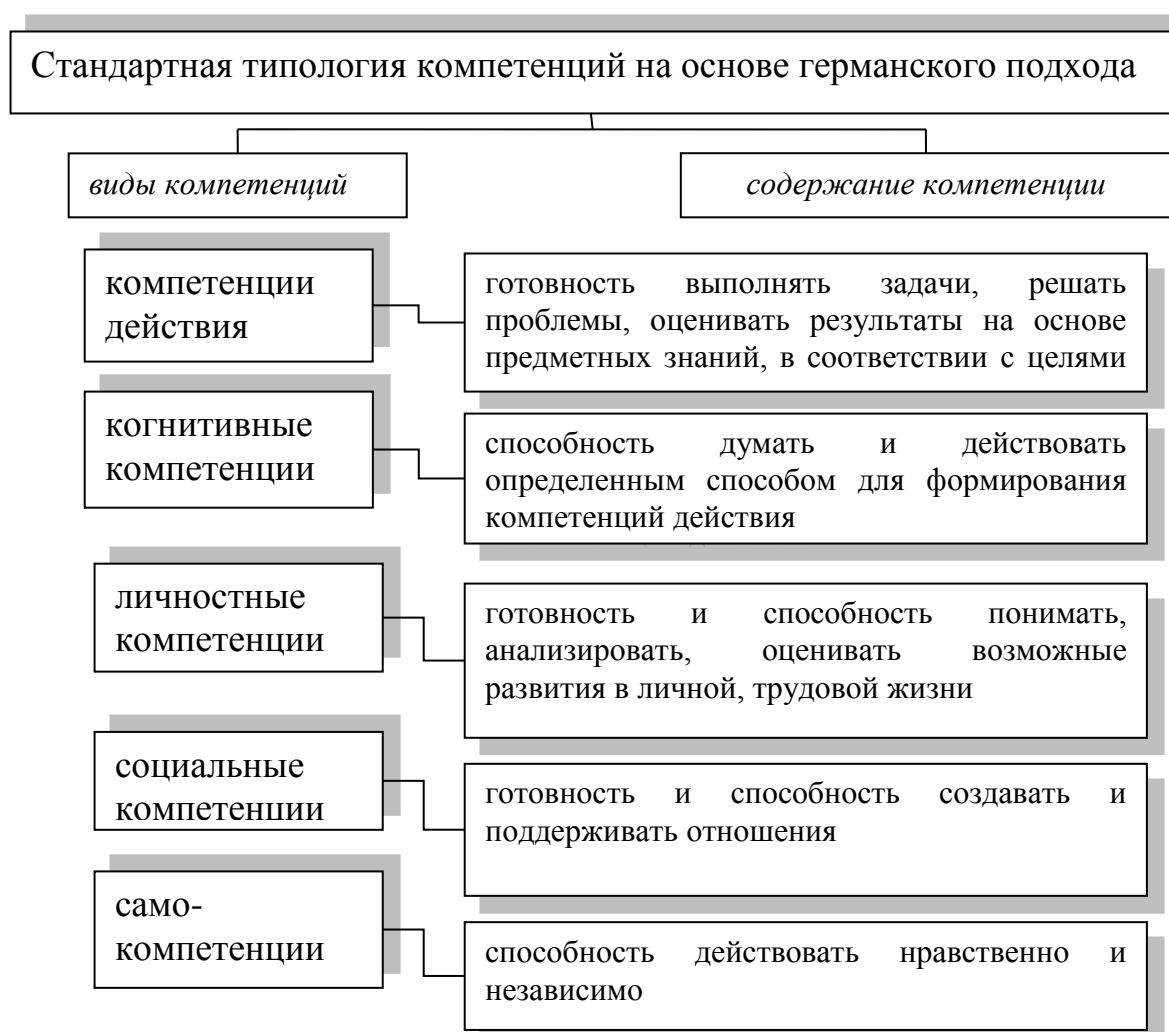 Стандартная типология компетенций на основе германского подхода
виды компетенций
содержание компетенции
компетенции
действия
готовность выполнять задачи, решать
проблемы, оценивать результаты на основе
предметных знаний, в соответствии с целями
когнитивные
компетенции
способность думать и действовать
определенным способом для формирования
компетенций действия
личностные
компетенции
готовность и способность понимать,
анализировать, оценивать возможные
развития в личной, трудовой жизни
социальные
компетенции
готовность и способность создавать и
поддерживать отношения
само-
компетенции
способность действовать нравственно и
независимо